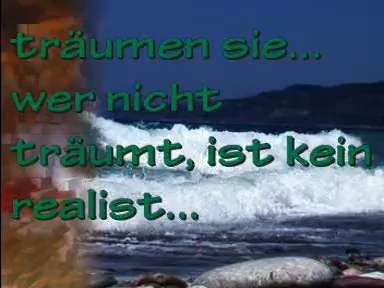 träumen sie...
wer nicht
träumt, ist kein
realist...